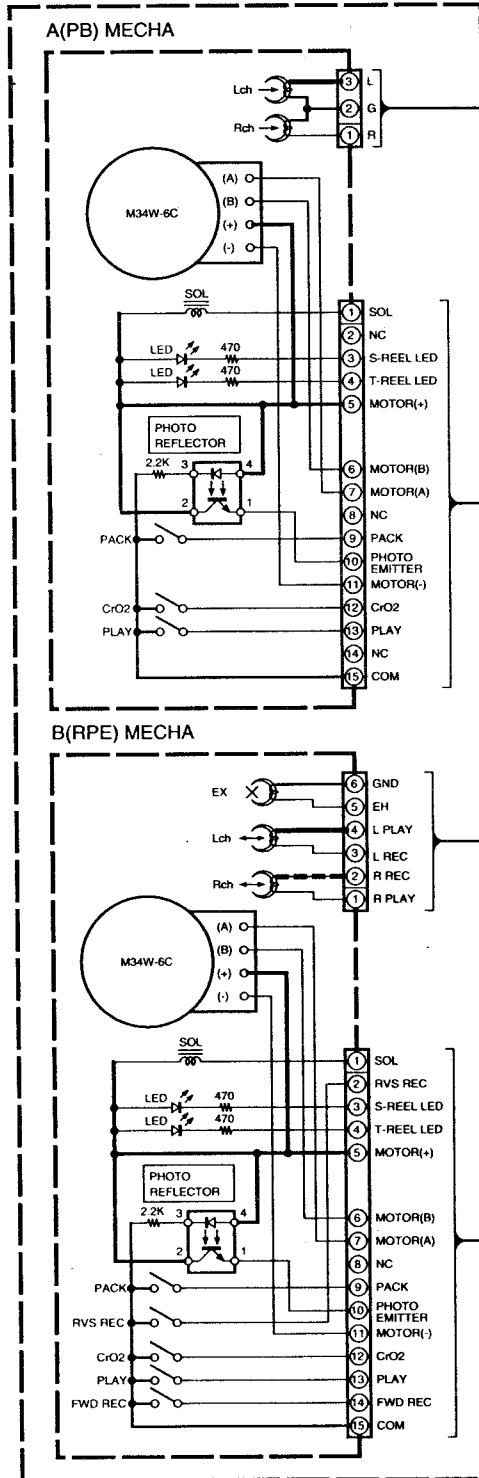 A(PB) MECHA
Lch
Rch
3 L
2 G
1 R
M34W-6C
(A)
(B)
(+)
(-)
SOL
LED 470
LED 470
PHOTO
REFLECTOR
2.2K 3 4
2 1
PACK
CrO2
PLAY
1 SOL
2 NC
3 S-REEL LED
4 T-REEL LED
5 MOTOR(+)
6 MOTOR(B)
7 MOTOR(A)
8 NC
9 PACK
10 PHOTO
EMITTER
11 MOTOR(-)
12 CrO2
13 PLAY
14 NC
15 COM
B(RPE) MECHA
EX
Lch
Rch
6 GND
5 EH
4 L PLAY
3 L REC
2 R REC
1 R PLAY
M34W-6C
(A)
(B)
(+)
(-)
SOL
LED 470
LED 470
PHOTO
REFLECTOR
2.2K 3 4
2 1
PACK
RVS REC
CrO2
PLAY
FWD REC
1 SOL
2 RVS REC
3 S-REEL LED
4 T-REEL LED
5 MOTOR(+)
6 MOTOR(B)
7 MOTOR(A)
8 NC
9 PACK
10 PHOTO
EMITTER
11 MOTOR(-)
12 CrO2
13 PLAY
14 FWD REC
15 COM